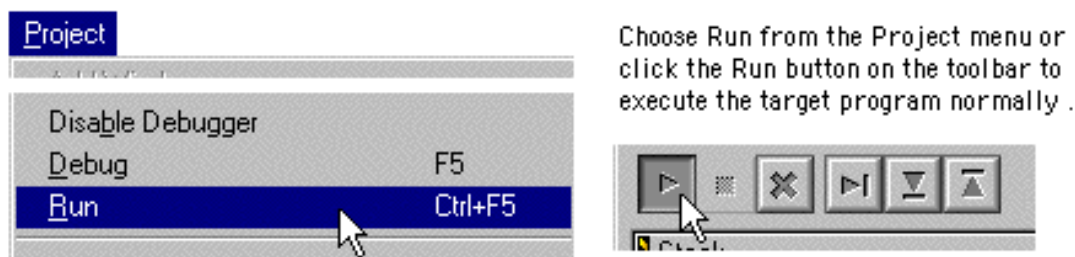 Project
Disable Debugger
Debug F5
Run Ctrl+F5
Choose Run from the Project menu or
click the Run button on the toolbar to
execute the target program normally .